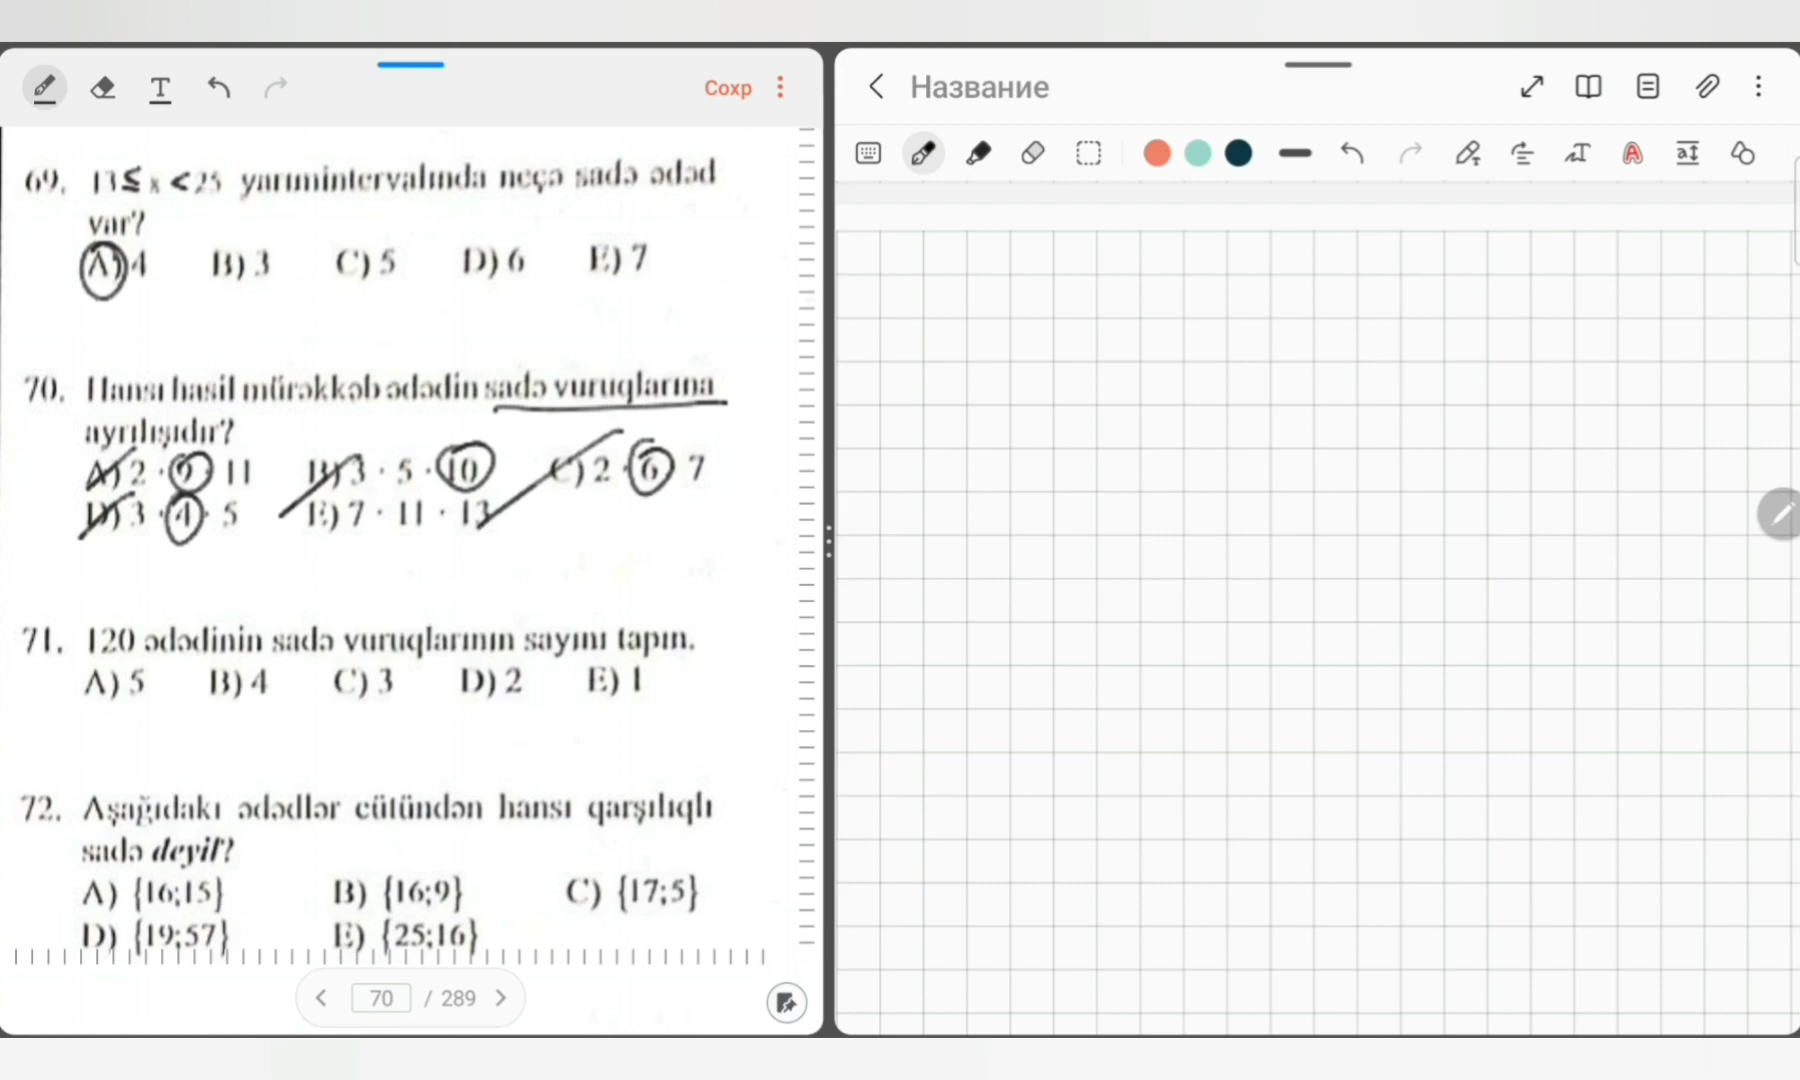 Сохр
Название
69. 13≤ x <25 yarımintervalında neçə sadə ədəd
var?
A) 4 B) 3 C) 5 D) 6 E) 7
70. Hansı hasil mürəkkəb ədədin sadə vuruqlarına
ayrılışıdır?
A) 2 · 9 · 11 B) 3 · 5 · 10 C) 2 · 6 · 7
D) 3 · 4 · 5 E) 7 · 11 · 13
71. 120 ədədinin sadə vuruqlarının sayını tapın.
A) 5 B) 4 C) 3 D) 2 E) 1
72. Aşağıdakı ədədlər cütündən hansı qarşılıqlı
sadə deyil?
A) {16;15} B) {16;9} C) {17;5}
D) {19;57} E) {25;16}
70 / 289